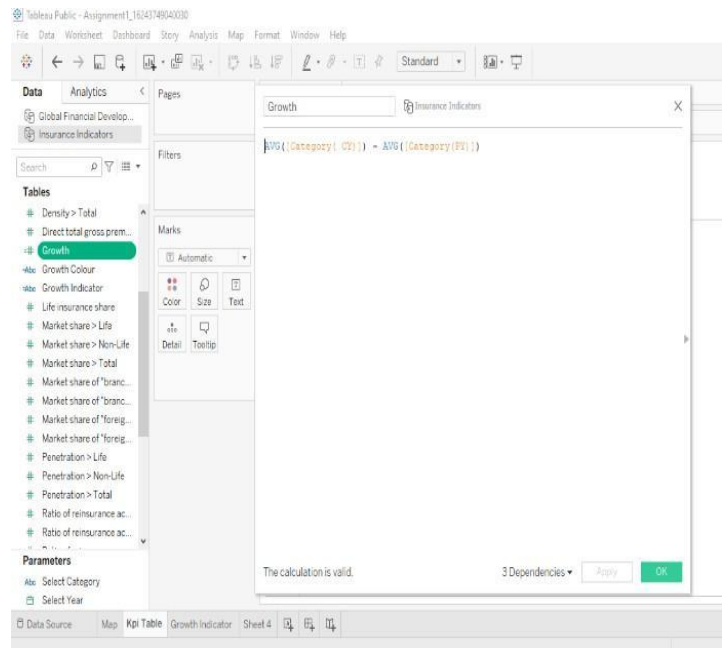 Tableau Public - Assignment1_16243749040030
File Data Worksheet Dashboard Story Analysis Map Format Window Help
Standard
Data Analytics
Global Financial Develop...
Insurance Indicators
Search
Tables
# Density > Total
# Direct total gross prem...
=# Growth
=Abc Growth Colour
=Abc Growth Indicator
# Life insurance share
# Market share > Life
# Market share > Non-Life
# Market share > Total
# Market share of "branc...
# Market share of "branc...
# Market share of "foreig...
# Market share of "foreig...
# Penetration > Life
# Penetration > Non-Life
# Penetration > Total
# Ratio of reinsurance ac...
# Ratio of reinsurance ac...
Parameters
Abc Select Category
Select Year
Pages
Filters
Marks
Automatic
Color Size Text
Detail Tooltip
Growth
Insurance Indicators
AVG([Category( CY)]) - AVG([Category(PY)])
The calculation is valid.
3 Dependencies
Apply
OK
Data Source Map Kpi Table Growth Indicator Sheet 4